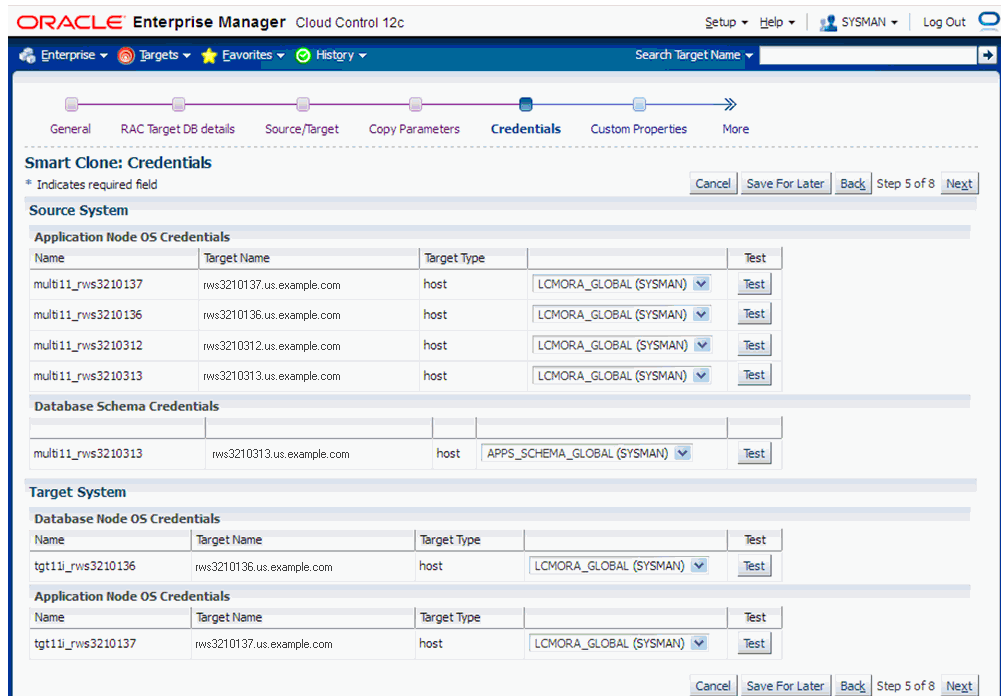 ORACLE Enterprise Manager Cloud Control 12c Setup Help SYSMAN Log Out
Enterprise Targets Favorites History Search Target Name
General RAC Target DB details Source/Target Copy Parameters Credentials Custom Properties More
Smart Clone: Credentials
* Indicates required field Cancel Save For Later Back Step 5 of 8 Next
Source System
Application Node OS Credentials
Name Target Name Target Type Test
multi11_rws3210137 rws3210137.us.example.com host LCMORA_GLOBAL (SYSMAN) Test
multi11_rws3210136 rws3210136.us.example.com host LCMORA_GLOBAL (SYSMAN) Test
multi11_rws3210312 rws3210312.us.example.com host LCMORA_GLOBAL (SYSMAN) Test
multi11_rws3210313 rws3210313.us.example.com host LCMORA_GLOBAL (SYSMAN) Test
Database Schema Credentials
multi11_rws3210313 rws3210313.us.example.com host APPS_SCHEMA_GLOBAL (SYSMAN) Test
Target System
Database Node OS Credentials
Name Target Name Target Type Test
tgt11i_rws3210136 rws3210136.us.example.com host LCMORA_GLOBAL (SYSMAN) Test
Application Node OS Credentials
Name Target Name Target Type Test
tgt11i_rws3210137 rws3210137.us.example.com host LCMORA_GLOBAL (SYSMAN) Test
Cancel Save For Later Back Step 5 of 8 Next